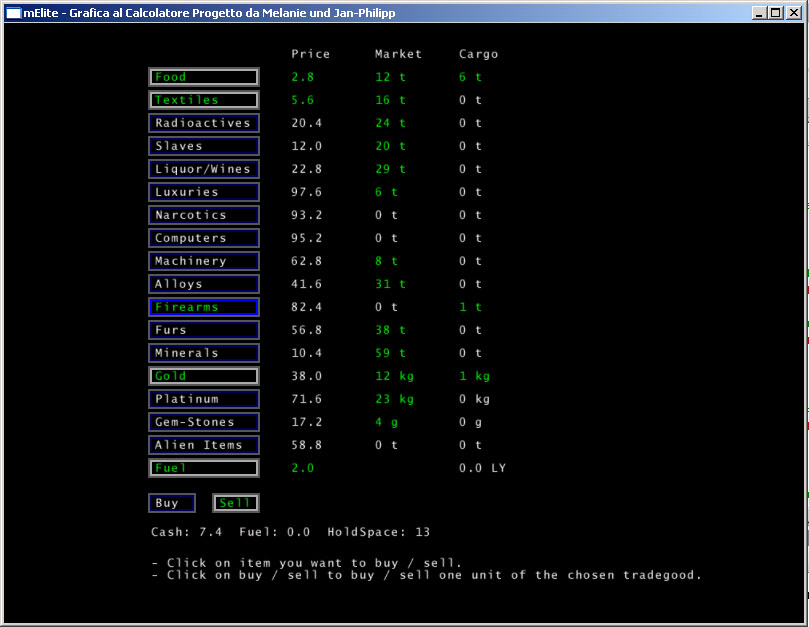 mElite - Grafica al Calcolatore Progetto da Melanie und Jan-Philipp
Price Market Cargo
Food 2.8 12 t 6 t
Textiles 5.6 16 t 0 t
Radioactives 20.4 24 t 0 t
Slaves 12.0 20 t 0 t
Liquor/Wines 22.8 29 t 0 t
Luxuries 97.6 6 t 0 t
Narcotics 93.2 0 t 0 t
Computers 95.2 0 t 0 t
Machinery 62.8 8 t 0 t
Alloys 41.6 31 t 0 t
Firearms 82.4 0 t 1 t
Furs 56.8 38 t 0 t
Minerals 10.4 59 t 0 t
Gold 38.0 12 kg 1 kg
Platinum 71.6 23 kg 0 kg
Gem-Stones 17.2 4 g 0 g
Alien Items 58.8 0 t 0 t
Fuel 2.0 0.0 LY
Buy Sell
Cash: 7.4 Fuel: 0.0 HoldSpace: 13
- Click on item you want to buy / sell.
- Click on buy / sell to buy / sell one unit of the chosen tradegood.